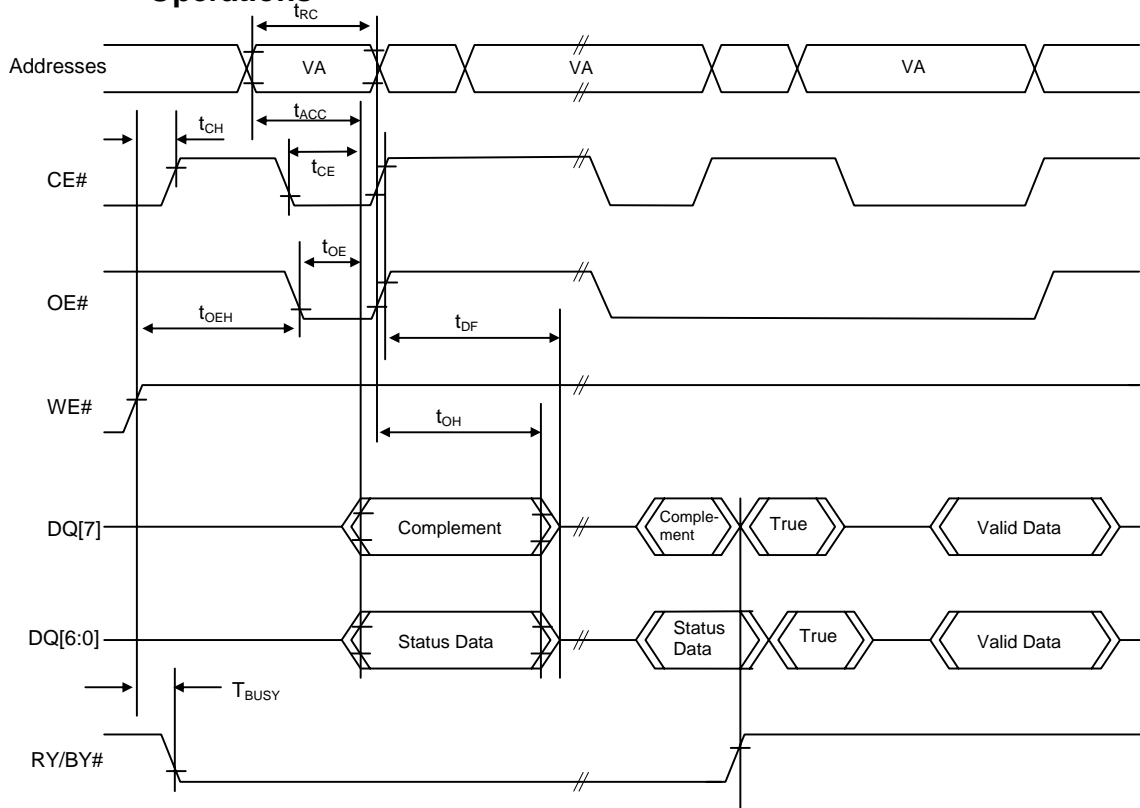 Operations
tRC
Addresses VA VA VA
tACC
tCH
tCE
CE#
tOE
OE#
tOEH
tDF
WE#
tOH
DQ[7] Complement Comple-
ment True Valid Data
DQ[6:0] Status Data Status
Data True Valid Data
TBUSY
RY/BY#